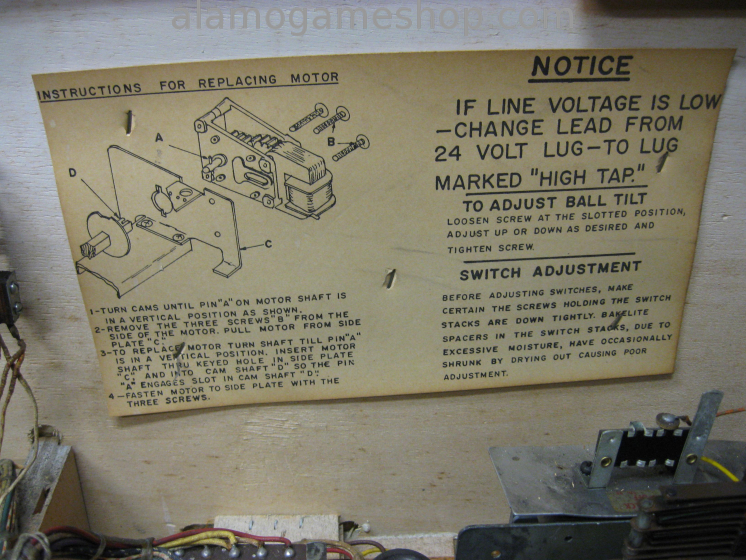 alamogameshop.com
INSTRUCTIONS FOR REPLACING MOTOR
A
B
D
C
1-TURN CAMS UNTIL PIN "A" ON MOTOR SHAFT IS
IN A VERTICAL POSITION AS SHOWN.
2-REMOVE THE THREE SCREWS "B" FROM THE
SIDE OF THE MOTOR. PULL MOTOR FROM SIDE
PLATE "C".
3-TO REPLACE MOTOR TURN SHAFT TILL PIN "A"
IS IN A VERTICAL POSITION. INSERT MOTOR
SHAFT THRU KEYED HOLE IN SIDE PLATE
"C" AND INTO CAM SHAFT "D" SO THE PIN
"A" ENGAGES SLOT IN CAM SHAFT "D".
4-FASTEN MOTOR TO SIDE PLATE WITH THE
THREE SCREWS.
NOTICE
IF LINE VOLTAGE IS LOW
-CHANGE LEAD FROM
24 VOLT LUG-TO LUG
MARKED "HIGH TAP."
TO ADJUST BALL TILT
LOOSEN SCREW AT THE SLOTTED POSITION,
ADJUST UP OR DOWN AS DESIRED AND
TIGHTEN SCREW.
SWITCH ADJUSTMENT
BEFORE ADJUSTING SWITCHES, MAKE
CERTAIN THE SCREWS HOLDING THE SWITCH
STACKS ARE DOWN TIGHTLY. BAKELITE
SPACERS IN THE SWITCH STACKS, DUE TO
EXCESSIVE MOISTURE, HAVE OCCASIONALLY
SHRUNK BY DRYING OUT CAUSING POOR
ADJUSTMENT.